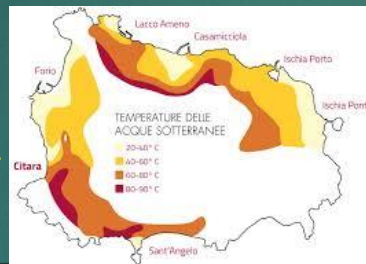 Lacco Ameno
Casamicciola
Ischia Porto
Forio
Ischia Pont
TEMPERATURE DELLE
ACQUE SOTTERRANEE
20-40° C
40-60° C
60-80° C
80-90° C
Citara
Sant'Angelo